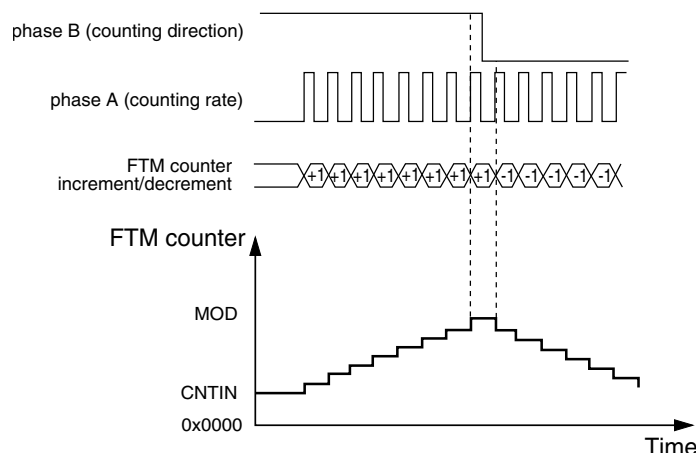 phase B (counting direction)
phase A (counting rate)
FTM counter
increment/decrement
+1 +1 +1 +1 +1 +1 +1 +1 -1 -1 -1 -1 -1
FTM counter
MOD
CNTIN
0x0000
Time